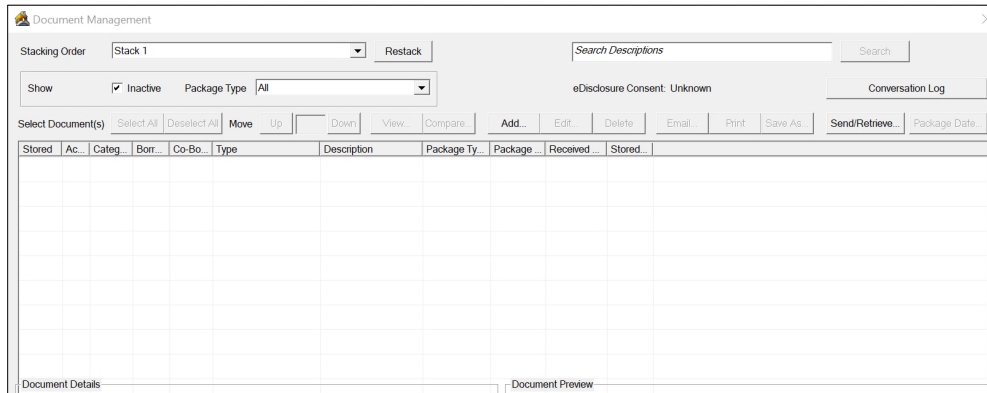 Document Management
Stacking Order Stack 1 Restack Search Descriptions Search
Show Inactive Package Type All eDisclosure Consent: Unknown Conversation Log
Select Document(s) Select All Deselect All Move Up Down View... Compare... Add... Edit... Delete Email... Print Save As... Send/Retrieve... Package Date...
Stored Ac... Categ... Borr... Co-Bo... Type Description Package Ty... Package ... Received ... Stored...
Document Details Document Preview